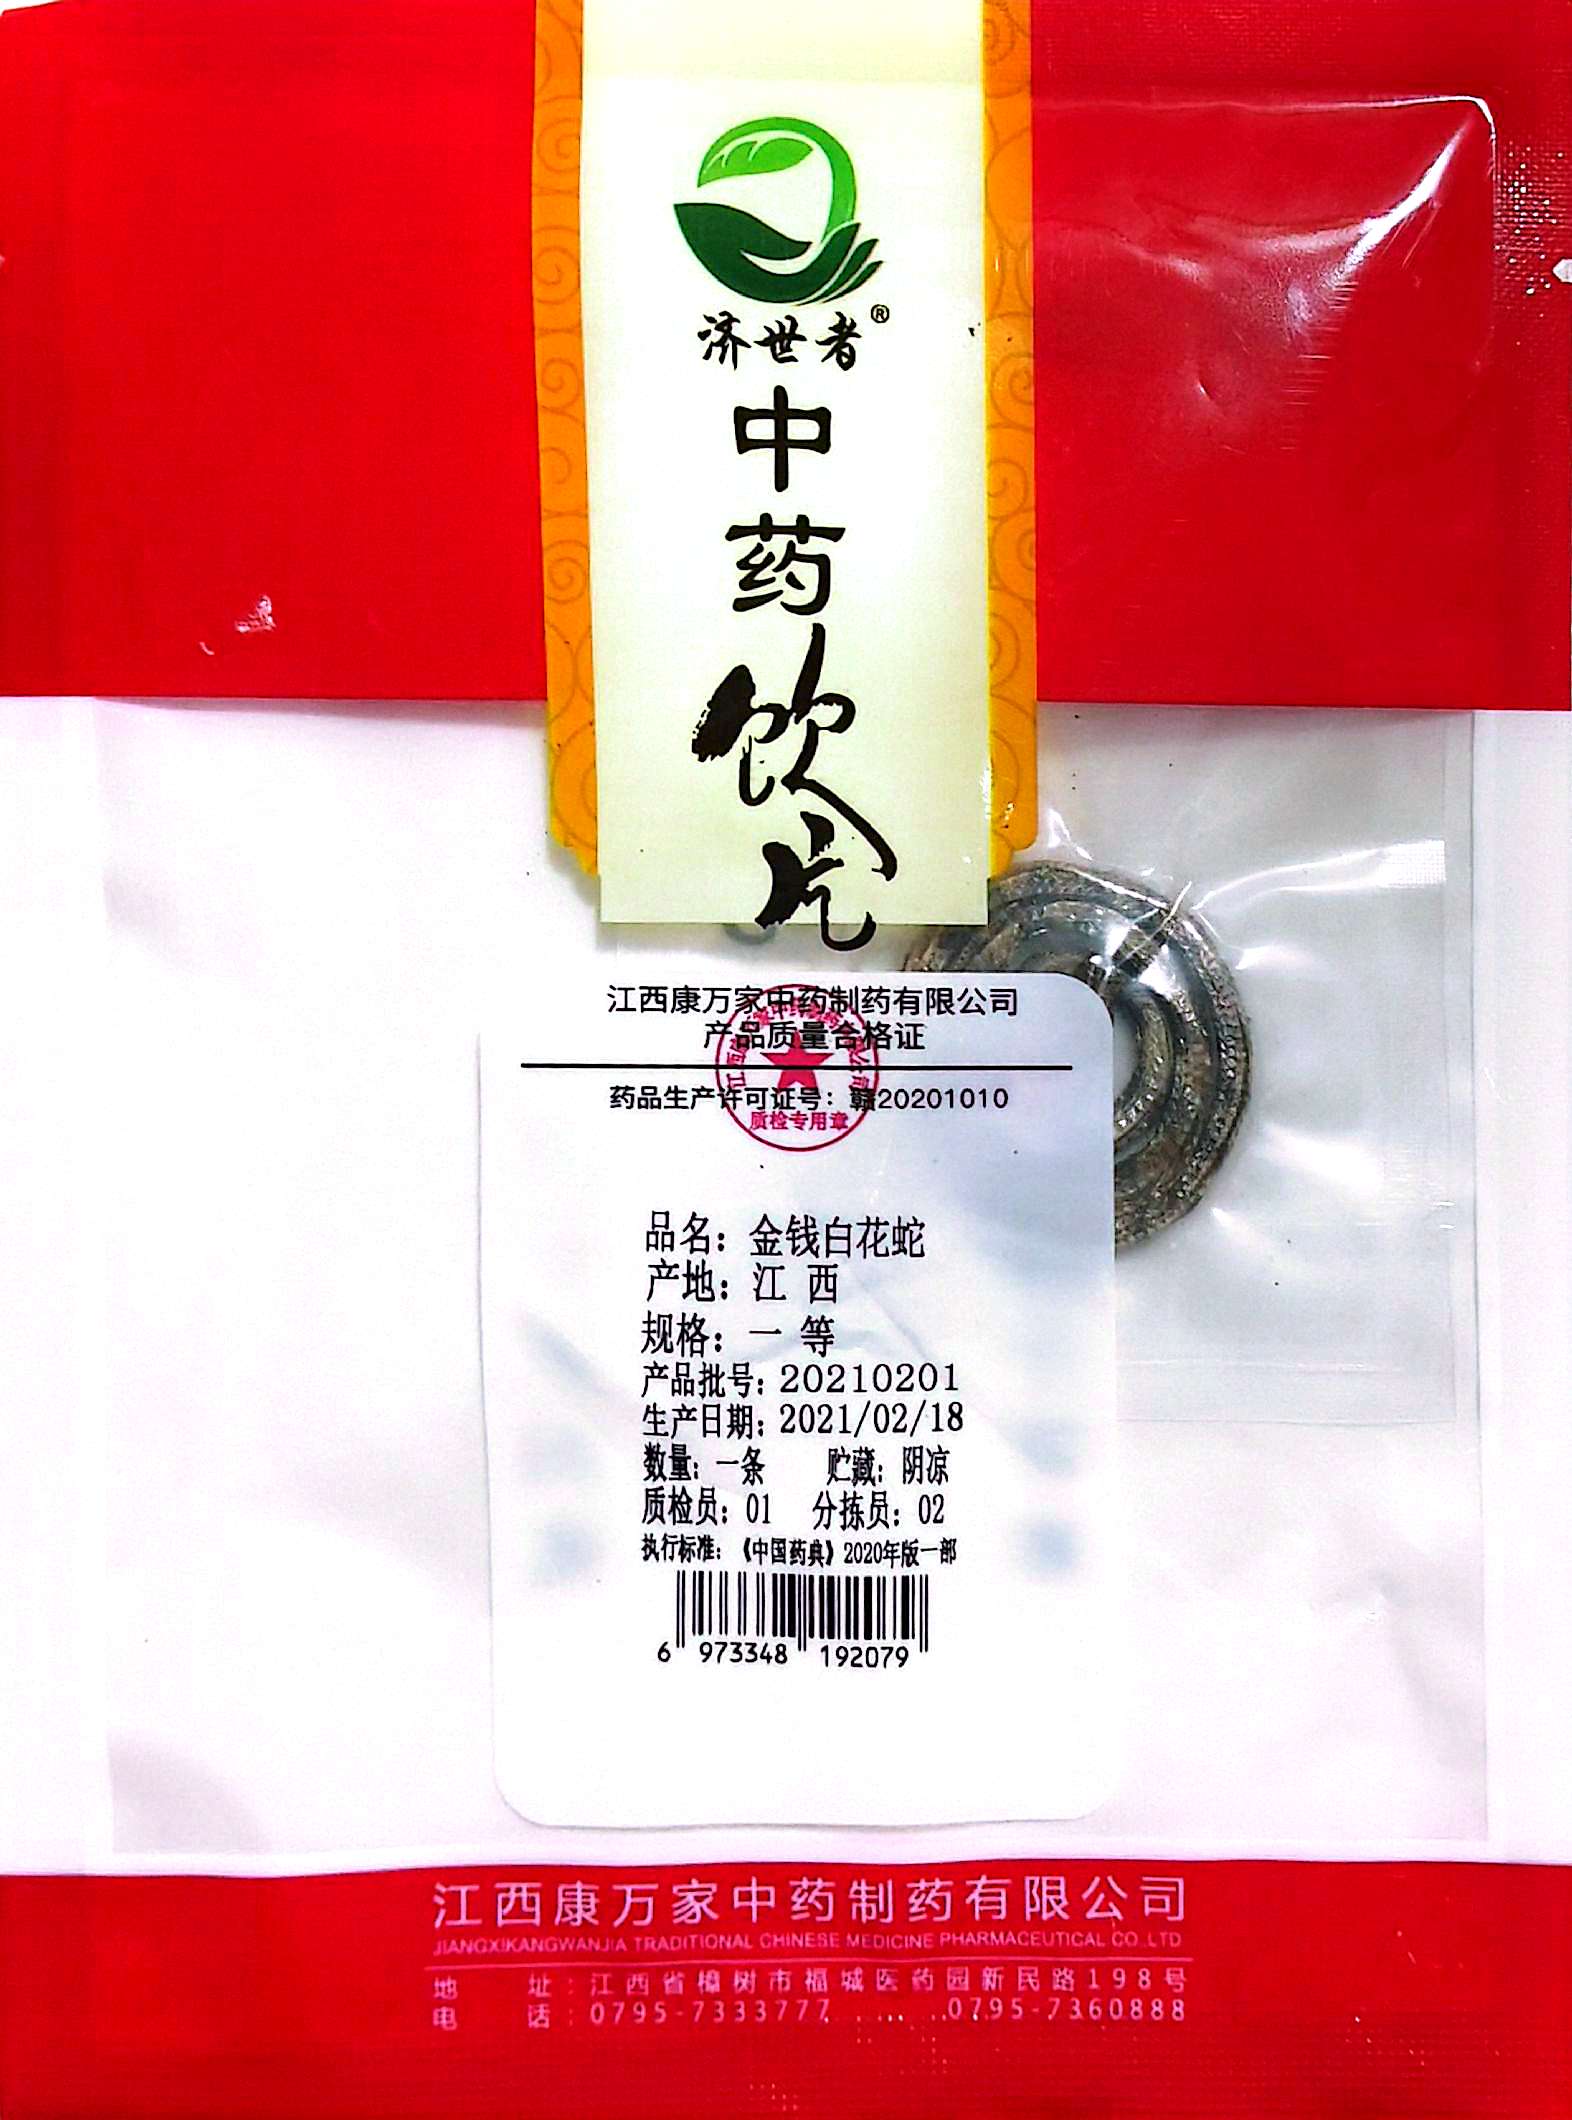 济世者®
中药饮片
江西康万家中药制药有限公司
产品质量合格证
药品生产许可证号：赣20201010
质检专用章
品名：金钱白花蛇
产地：江 西
规格：一 等
产品批号：20210201
生产日期：2021/02/18
数量：一条 贮藏：阴凉
质检员：01 分拣员：02
执行标准：《中国药典》2020年版一部
6 973348 192079
江西康万家中药制药有限公司
JIANGXIKANGWANJIA TRADITIONAL CHINESE MEDICINE PHARMACEUTICAL CO.,LTD
地 址：江西省樟树市福城医药园新民路198号
电 话：0795-7333777 0795-7360888